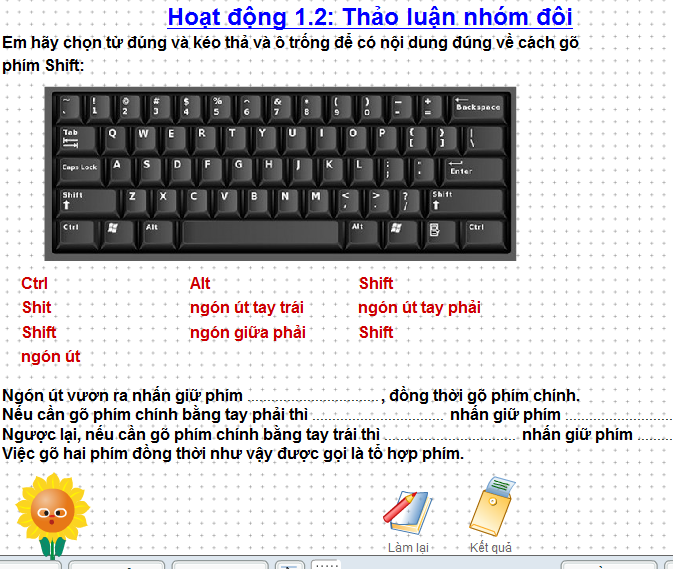 Hoạt động 1.2: Thảo luận nhóm đôi
Em hãy chọn từ đúng và kéo thả và ô trống để có nội dung đúng về cách gõ
phím Shift:
~ ! @ # $ % ^ & * ( ) _ + Backspace
` 1 2 3 4 5 6 7 8 9 0 - =
Tab Q W E R T Y U I O P { } |
[ ] \
Caps Lock A S D F G H J K L : " Enter
; '
Shift Z X C V B N M < > ? Shift
, . /
Ctrl Alt Alt Ctrl
Ctrl Alt Shift
Shit ngón út tay trái ngón út tay phải
Shift ngón giữa phải Shift
ngón út
Ngón út vươn ra nhấn giữ phím ............................, đồng thời gõ phím chính.
Nếu cần gõ phím chính bằng tay phải thì ............................ nhấn giữ phím ............................
Ngược lại, nếu cần gõ phím chính bằng tay trái thì ............................ nhấn giữ phím ............
Việc gõ hai phím đồng thời như vậy được gọi là tổ hợp phím.
Làm lại Kết quả